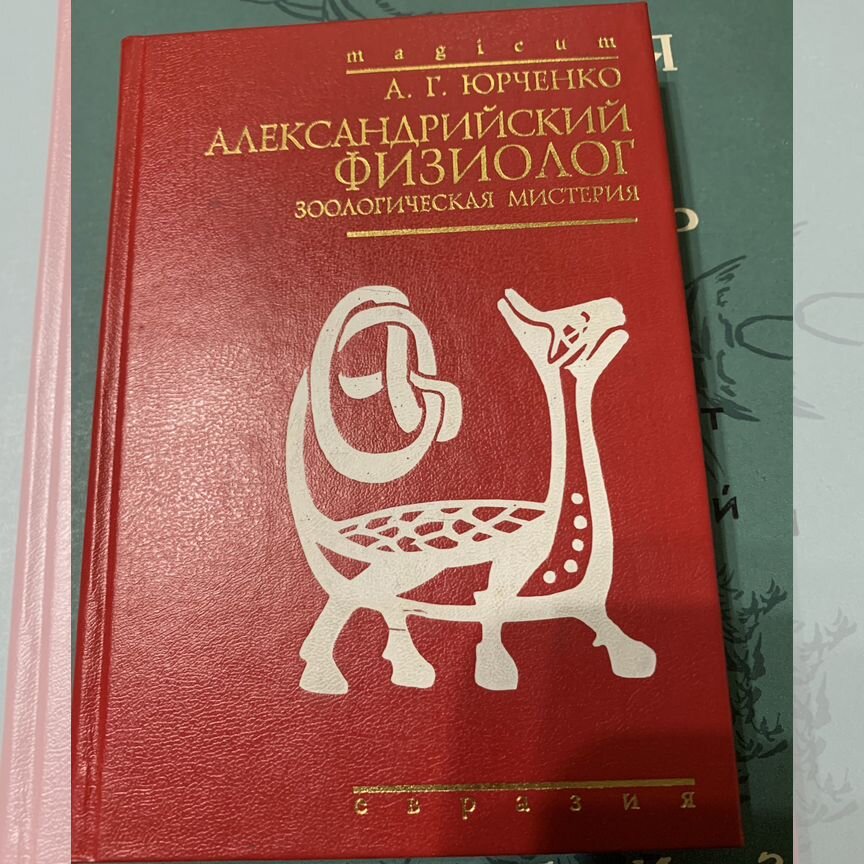 magicum
А. Г. ЮРЧЕНКО
АЛЕКСАНДРИЙСКИЙ
ФИЗИОЛОГ
ЗООЛОГИЧЕСКАЯ МИСТЕРИЯ
евразия